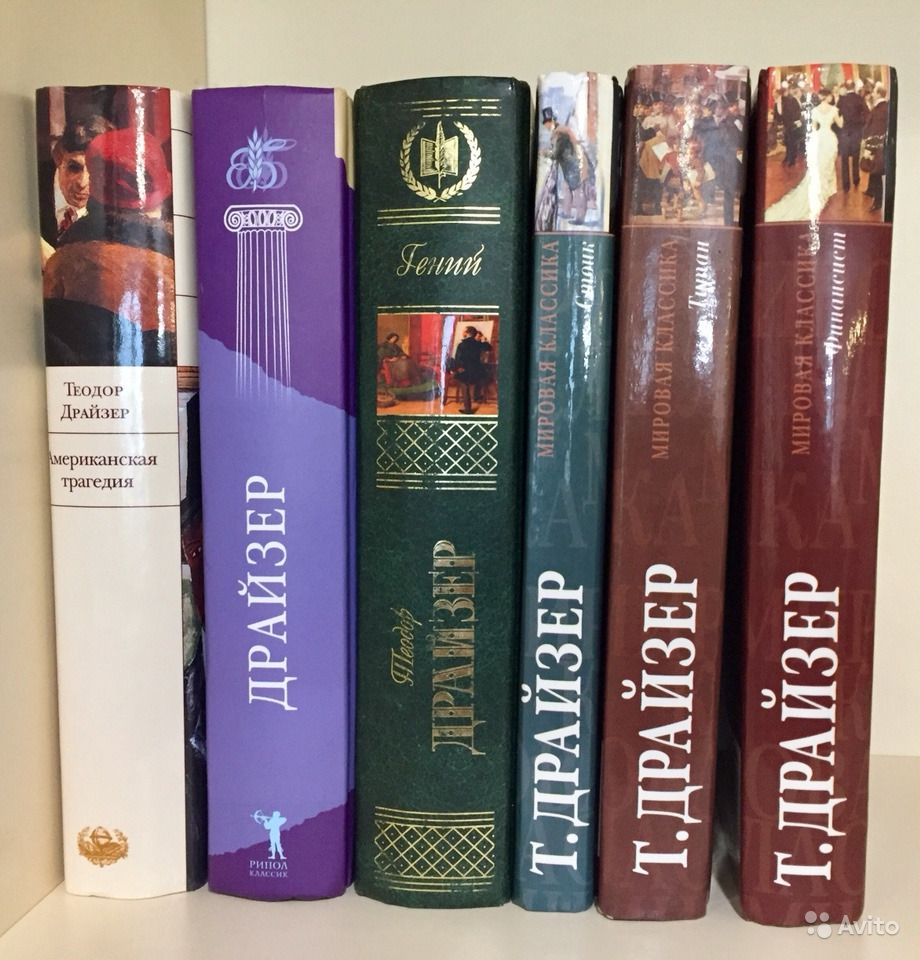 Теодор
Драйзер
Американская
трагедия
ДРАЙЗЕР
РИПОЛ
КЛАССИК
Гений
Теодор
ДРАЙЗЕР
МИРОВАЯ КЛАССИКА
Стоик
Т. ДРАЙЗЕР
МИРОВАЯ КЛАССИКА
Титан
Т. ДРАЙЗЕР
МИРОВАЯ КЛАССИКА
Финансист
Т. ДРАЙЗЕР
Avito